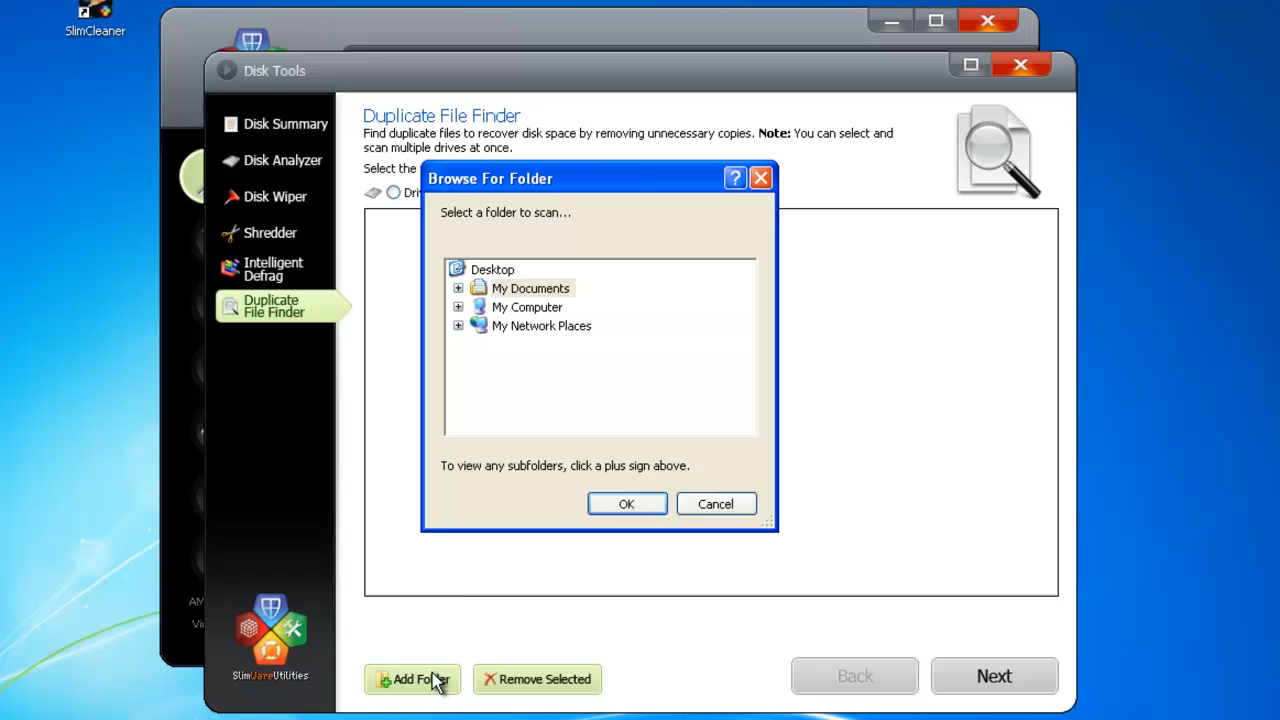 SlimCleaner
Disk Tools
Disk Summary
Disk Analyzer
Disk Wiper
Shredder
Intelligent
Defrag
Duplicate
File Finder
SlimWareUtilities
Duplicate File Finder
Find duplicate files to recover disk space by removing unnecessary copies. Note: You can select and
scan multiple drives at once.
Select the
Browse For Folder
Select a folder to scan...
Desktop
My Documents
My Computer
My Network Places
To view any subfolders, click a plus sign above.
OK
Cancel
Add Folder
Remove Selected
Back
Next